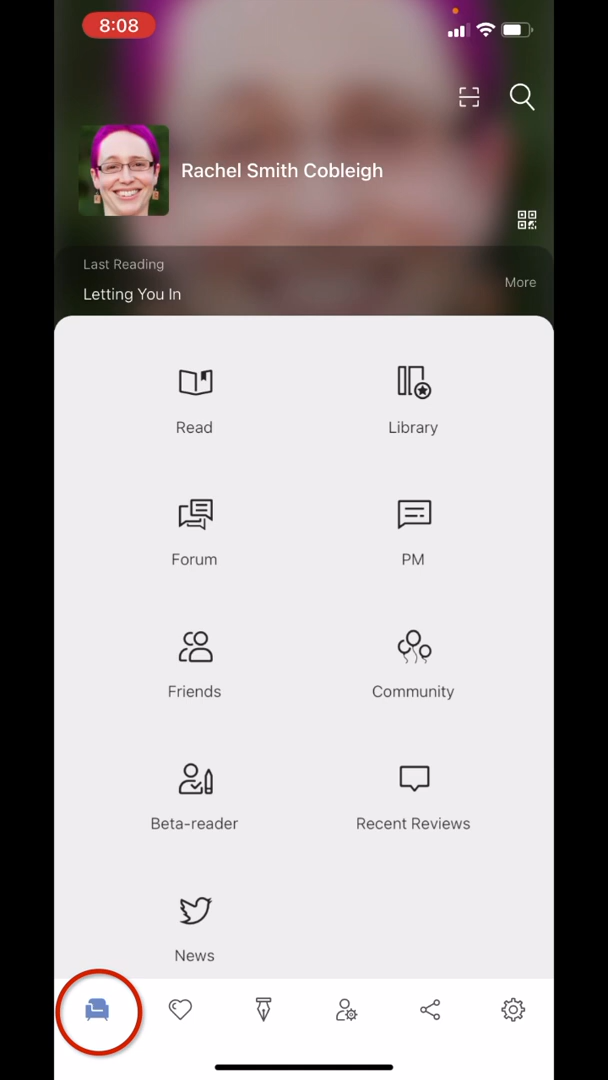 8:08
Rachel Smith Cobleigh
Last Reading
Letting You In
More
Read
Library
Forum
PM
Friends
Community
Beta-reader
Recent Reviews
News